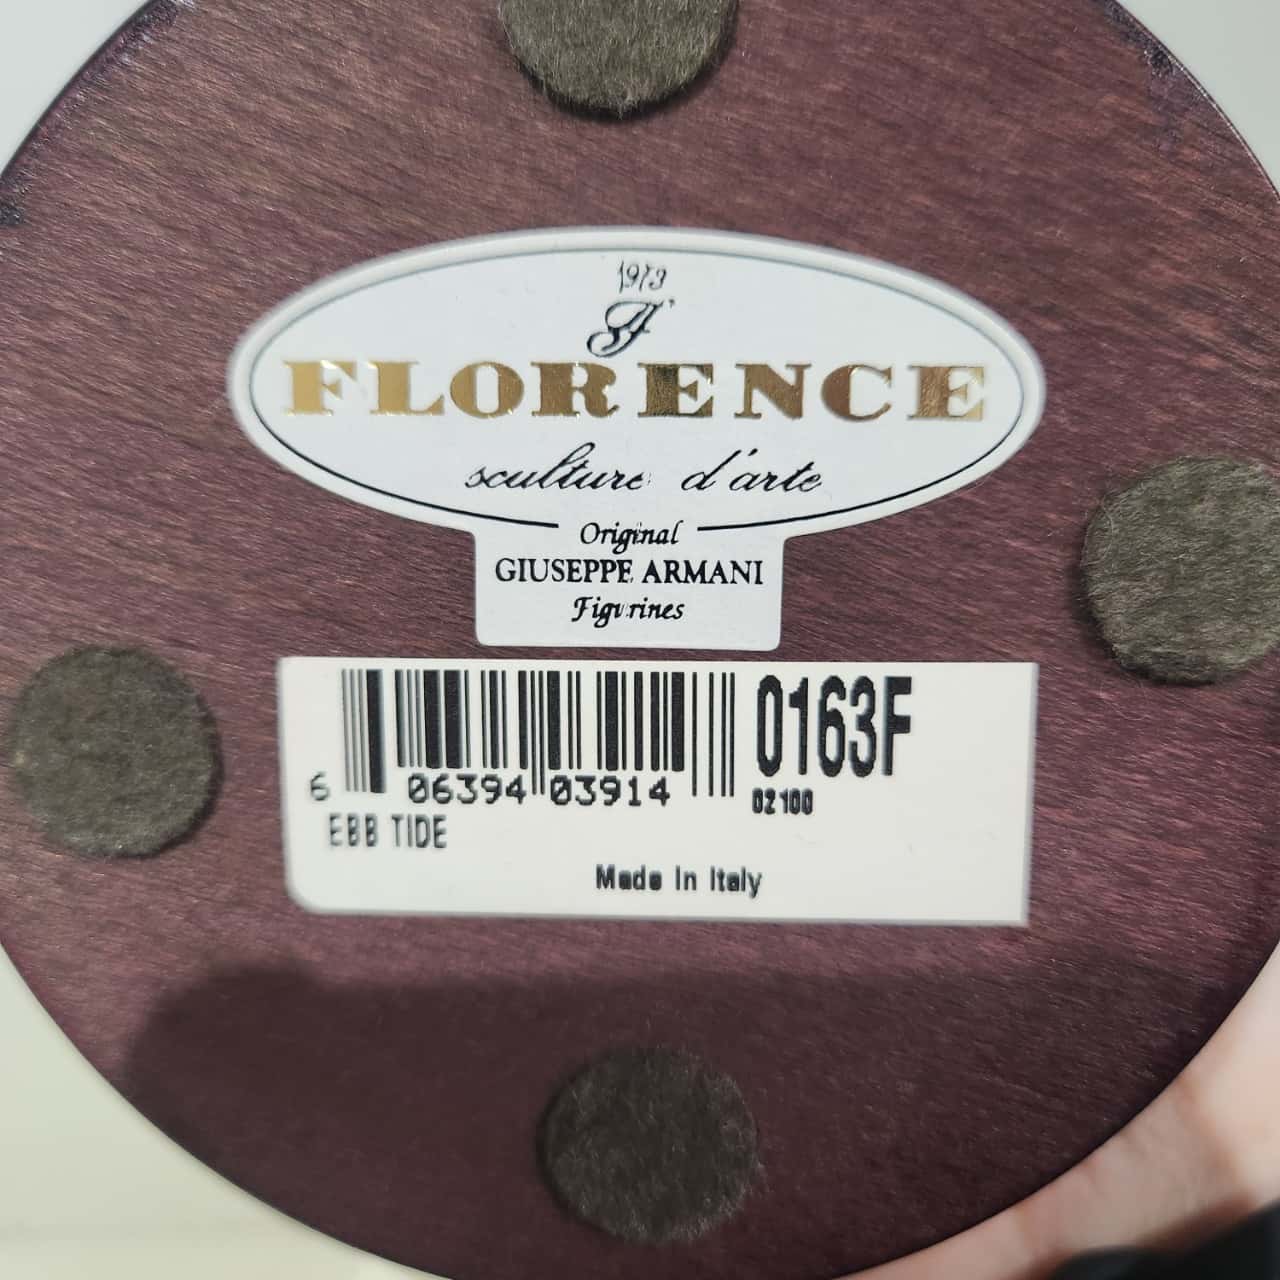 1973
F
FLORENCE
sculture d'arte
Original
GIUSEPPE ARMANI
Figurines
0163F
6 06394 03914
02100
EBB TIDE
Made In Italy